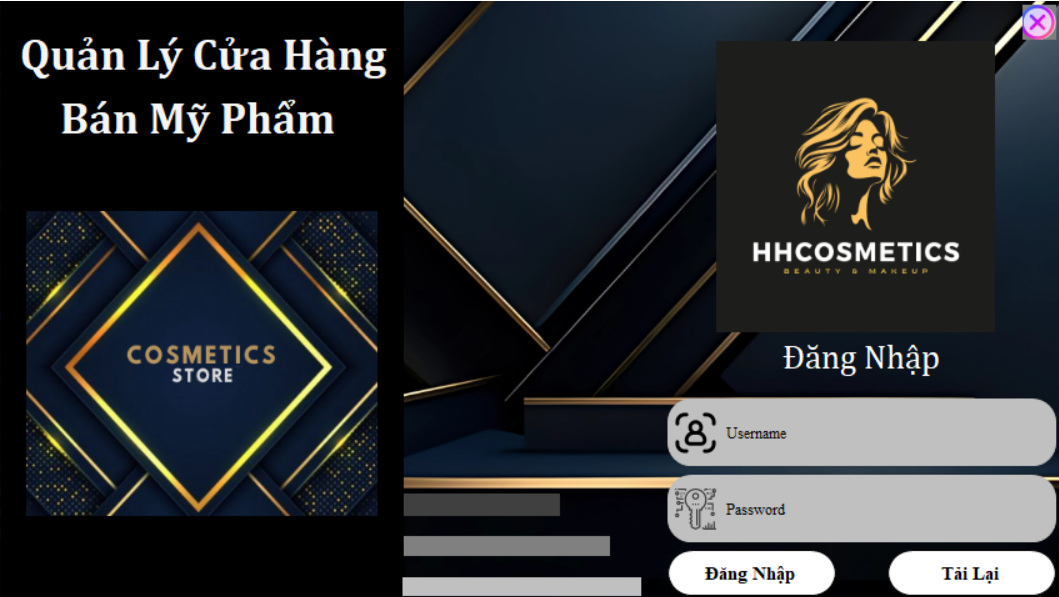 Quản Lý Cửa Hàng
Bán Mỹ Phẩm
COSMETICS
STORE
HHCOSMETICS
BEAUTY & MAKEUP
Đăng Nhập
Username
Password
Đăng Nhập
Tải Lại